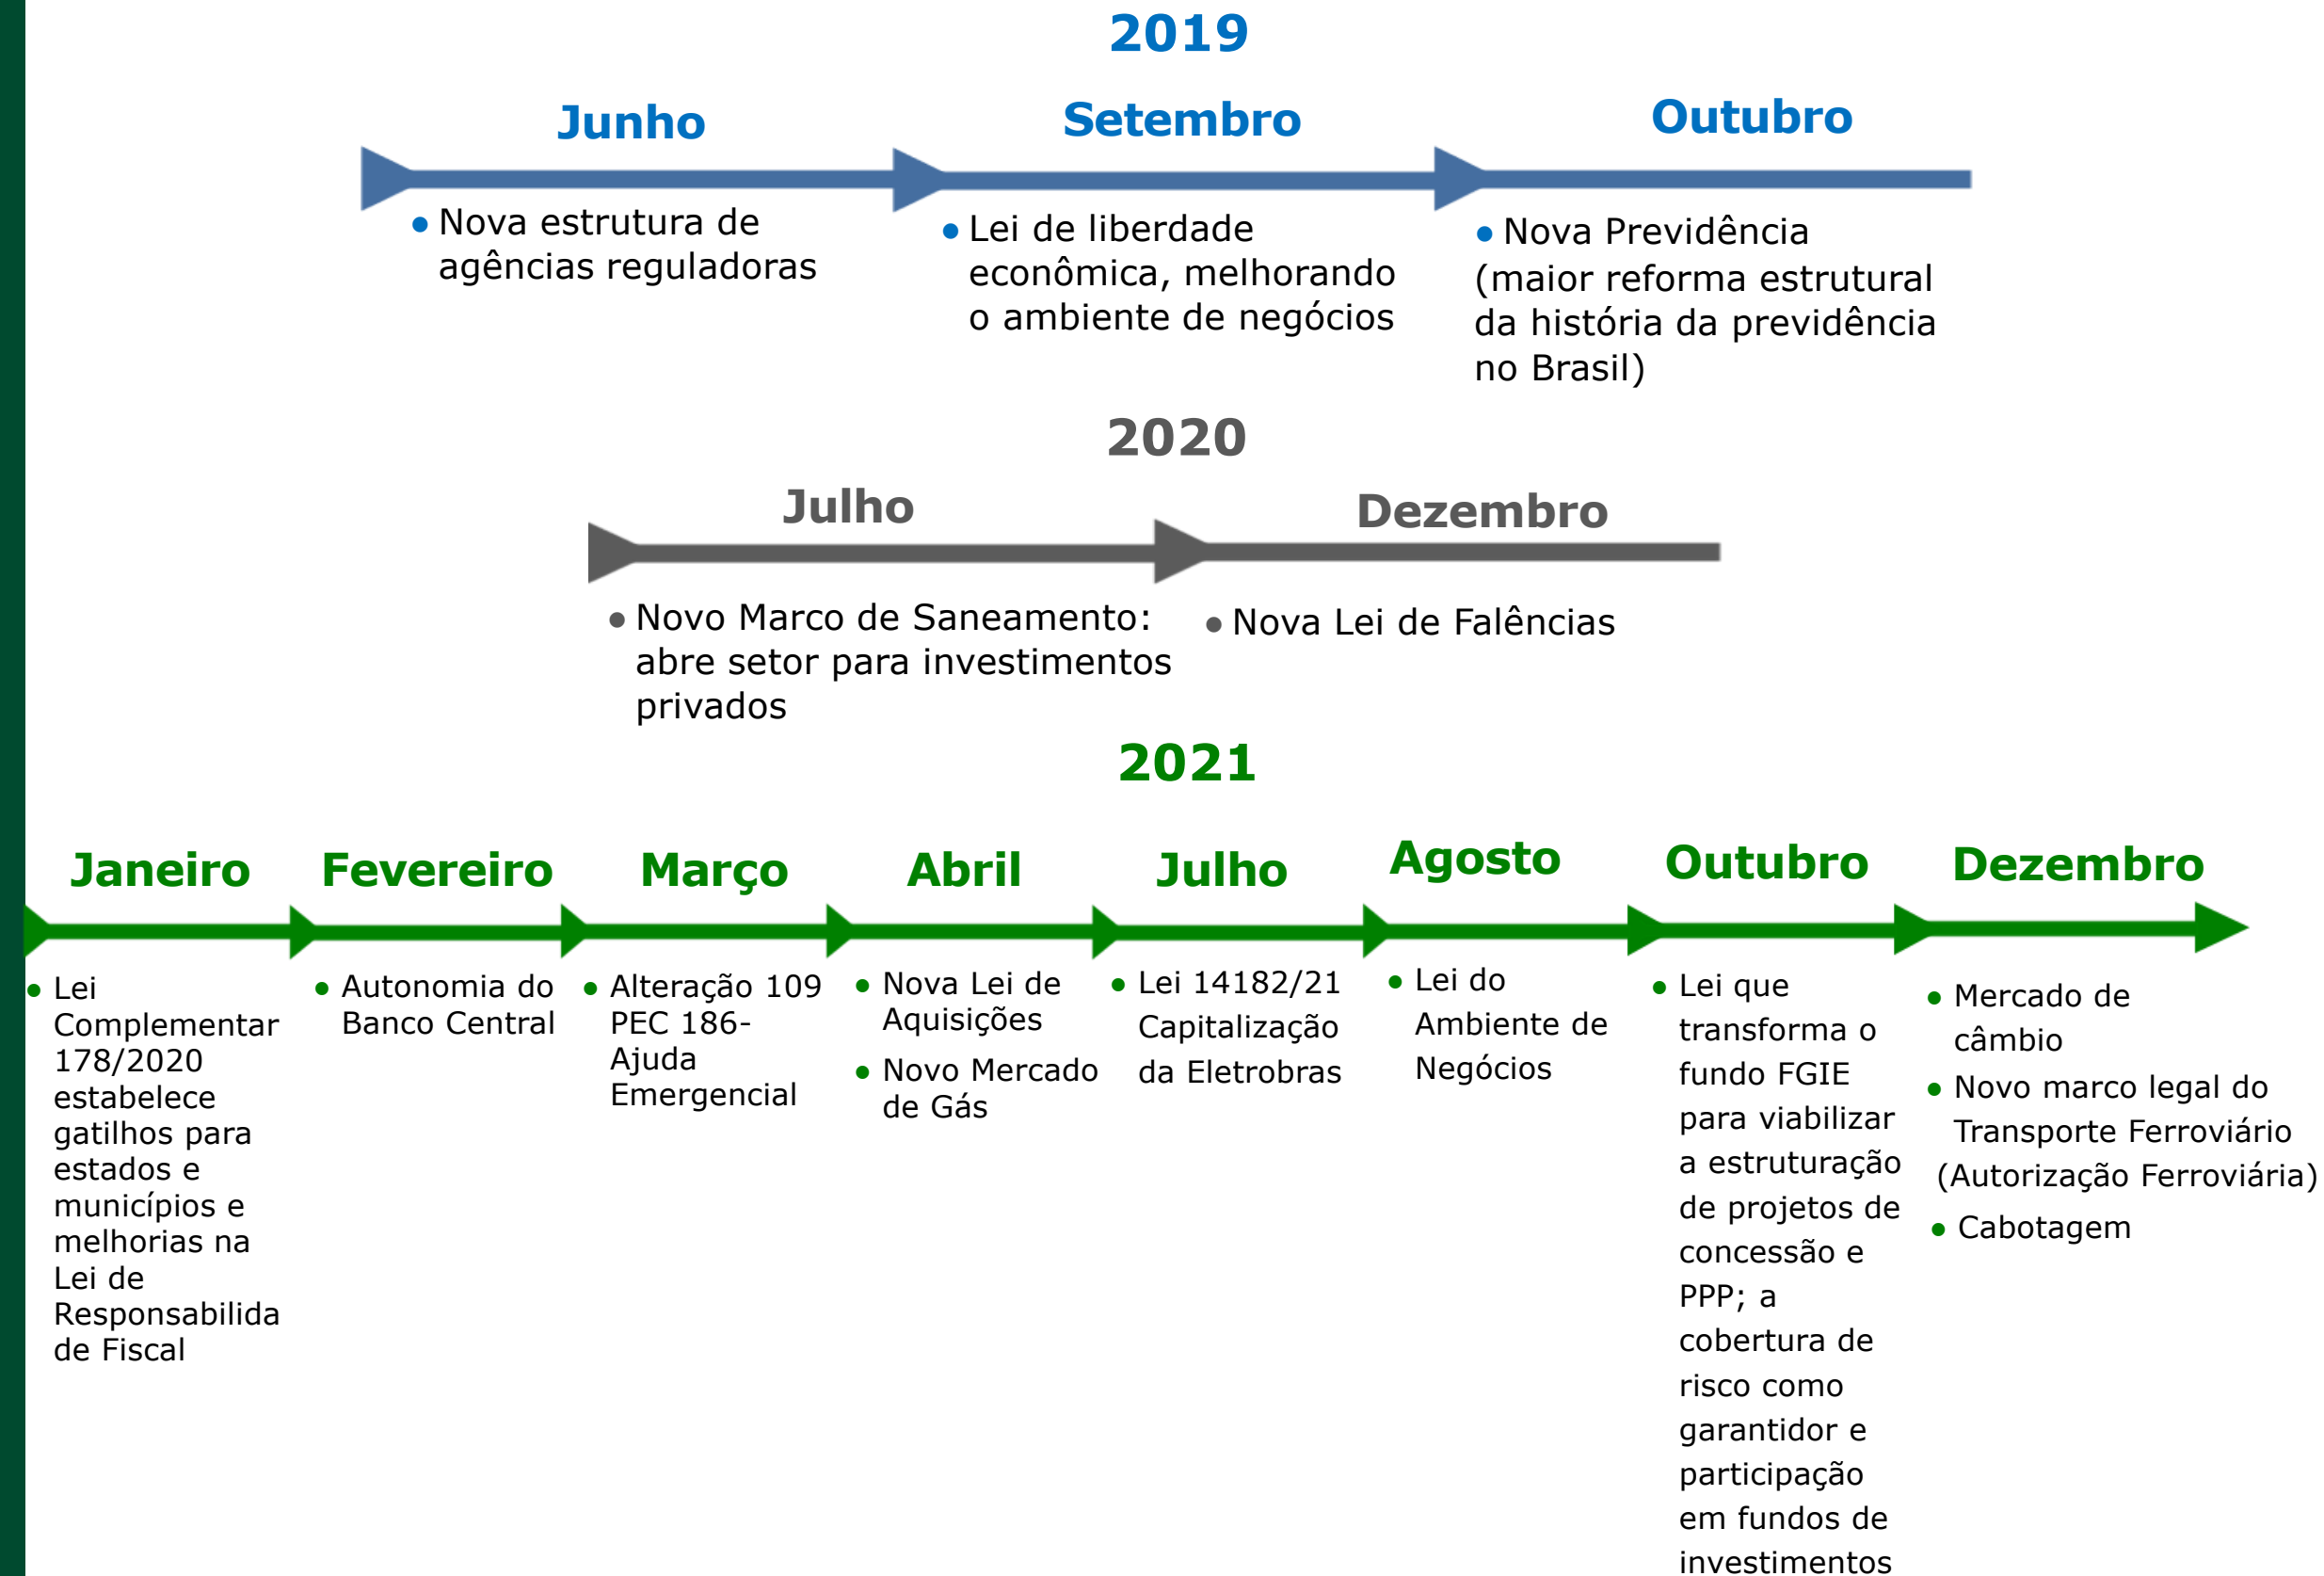 2019
Junho
Setembro
Outubro
● Nova estrutura de
agências reguladoras
● Lei de liberdade
econômica, melhorando
o ambiente de negócios
● Nova Previdência
(maior reforma estrutural
da história da previdência
no Brasil)
2020
Julho
Dezembro
● Novo Marco de Saneamento:
abre setor para investimentos
privados
● Nova Lei de Falências
2021
Janeiro
Fevereiro
Março
Abril
Julho
Agosto
Outubro
Dezembro
● Lei
Complementar
178/2020
estabelece
gatilhos para
estados e
municípios e
melhorias na
Lei de
Responsabilida
de Fiscal
● Autonomia do
Banco Central
● Alteração 109
PEC 186-
Ajuda
Emergencial
● Nova Lei de
Aquisições
● Novo Mercado
de Gás
● Lei 14182/21
Capitalização
da Eletrobras
● Lei do
Ambiente de
Negócios
● Lei que
transforma o
fundo FGIE
para viabilizar
a estruturação
de projetos de
concessão e
PPP; a
cobertura de
risco como
garantidor e
participação
em fundos de
investimentos
● Mercado de
câmbio
● Novo marco legal do
Transporte Ferroviário
(Autorização Ferroviária)
● Cabotagem